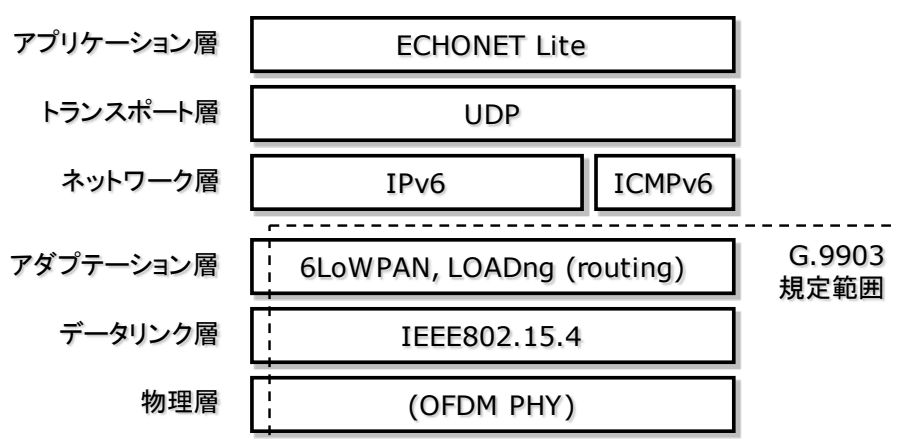 アプリケーション層 ECHONET Lite
トランスポート層 UDP
ネットワーク層 IPv6 ICMPv6
アダプテーション層 6LoWPAN, LOADng (routing) G.9903
規定範囲
データリンク層 IEEE802.15.4
物理層 (OFDM PHY)